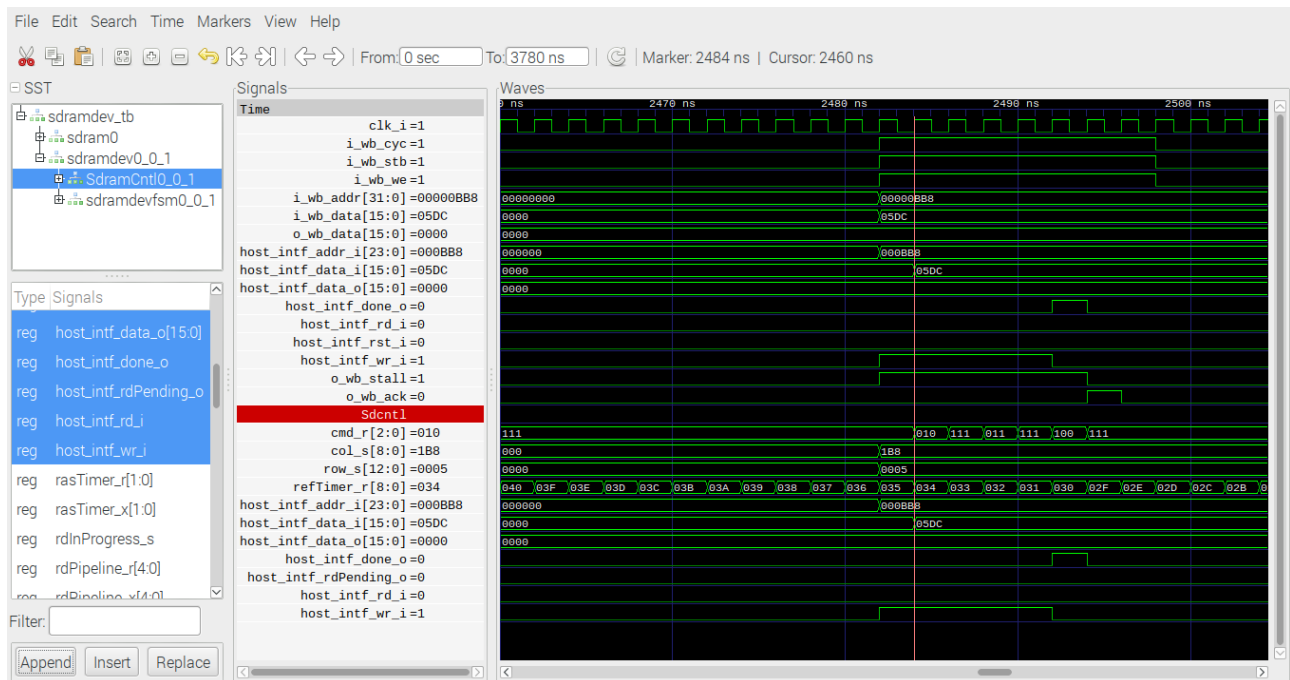 File Edit Search Time Markers View Help
From: 0 sec To: 3780 ns Marker: 2484 ns | Cursor: 2460 ns
SST
sdramdev_tb
sdram0
sdramdev0_0_1
SdramCntl0_0_1
sdramdevfsm0_0_1
Type Signals
reg host_intf_data_o[15:0]
reg host_intf_done_o
reg host_intf_rdPending_o
reg host_intf_rd_i
reg host_intf_wr_i
reg rasTimer_r[1:0]
reg rasTimer_x[1:0]
reg rdInProgress_s
reg rdPipeline_r[4:0]
reg rdPipeline_x[4:0]
Filter:
Append Insert Replace
Signals
Time
clk_i=1
i_wb_cyc=1
i_wb_stb=1
i_wb_we=1
i_wb_addr[31:0]=00000BB8
i_wb_data[15:0]=05DC
o_wb_data[15:0]=0000
host_intf_addr_i[23:0]=000BB8
host_intf_data_i[15:0]=05DC
host_intf_data_o[15:0]=0000
host_intf_done_o=0
host_intf_rd_i=0
host_intf_rst_i=0
host_intf_wr_i=1
o_wb_stall=1
o_wb_ack=0
Sdcntl
cmd_r[2:0]=010
col_s[8:0]=1B8
row_s[12:0]=0005
refTimer_r[8:0]=034
host_intf_addr_i[23:0]=000BB8
host_intf_data_i[15:0]=05DC
host_intf_data_o[15:0]=0000
host_intf_done_o=0
host_intf_rdPending_o=0
host_intf_rd_i=0
host_intf_wr_i=1
Waves
ns 2470 ns 2480 ns 2490 ns 2500 ns
00000000 00000BB8
0000 05DC
0000
000000 000BB8
0000 05DC
0000
111 010 111 011 111 100 111
000 1B8
0000 0005
040 03F 03E 03D 03C 03B 03A 039 038 037 036 035 034 033 032 031 030 02F 02E 02D 02C 02B
000000 000BB8
0000 05DC
0000